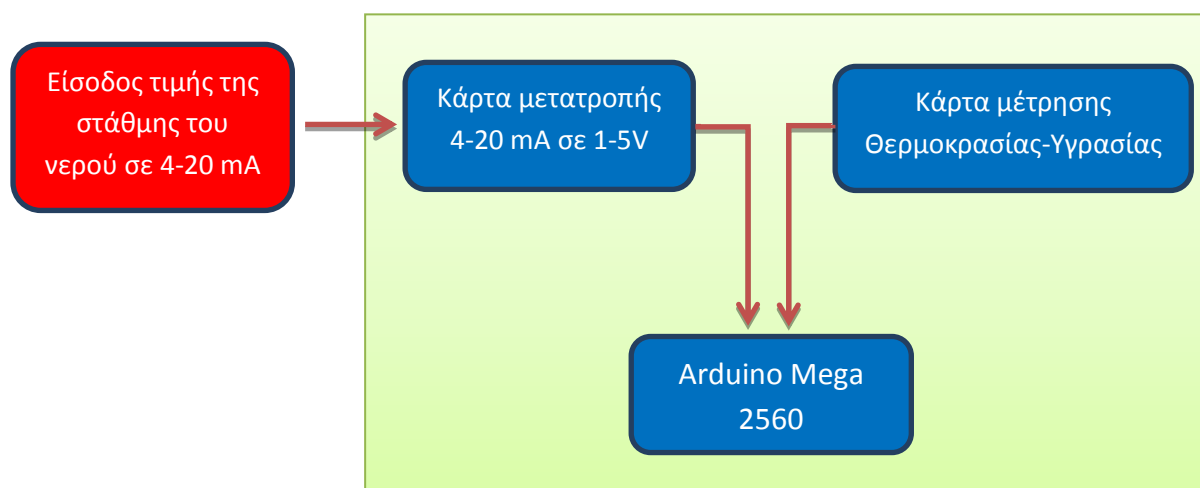 Είσοδος τιμής της
στάθμης του
νερού σε 4-20 mA
Κάρτα μετατροπής
4-20 mA σε 1-5V
Κάρτα μέτρησης
Θερμοκρασίας-Υγρασίας
Arduino Mega
2560